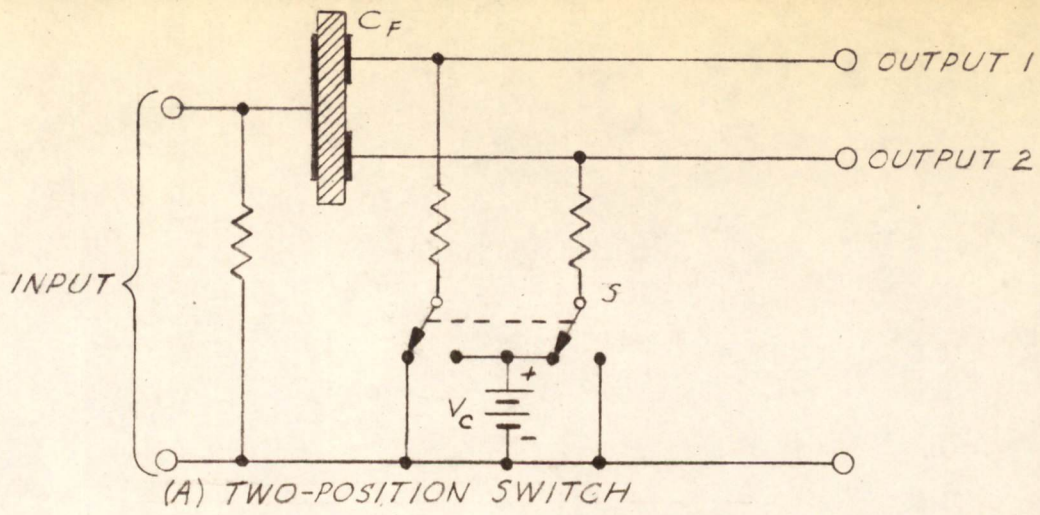 C_F
OUTPUT 1
OUTPUT 2
INPUT
S
+
V_C
-
(A) TWO-POSITION SWITCH